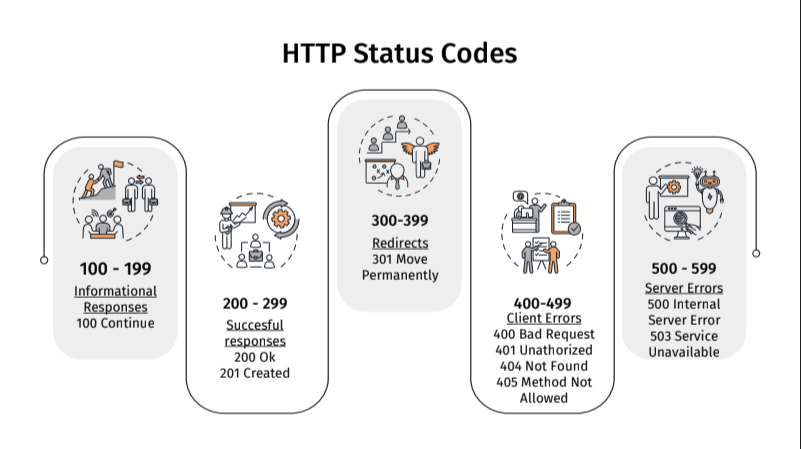 HTTP Status Codes
100 - 199
Informational
Responses
100 Continue
200 - 299
Succesful
responses
200 Ok
201 Created
300-399
Redirects
301 Move
Permanently
400-499
Client Errors
400 Bad Request
401 Unathorized
404 Not Found
405 Method Not
Allowed
500 - 599
Server Errors
500 Internal
Server Error
503 Service
Unavailable